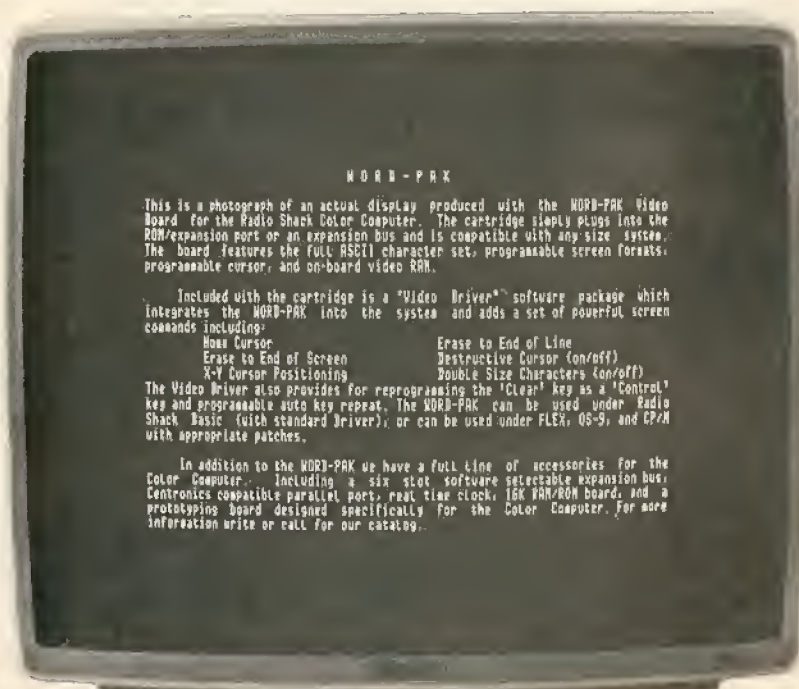 WORD-PAK
This is a photograph of an actual display produced with the WORD-PAK Video
Board for the Radio Shack Color Computer. The cartridge simply plugs into the
ROM/expansion port or an expansion bus and is compatible with any size system.
The board features the full ASCII character set, programmable screen formats,
programmable cursor, and on-board video RAM.
Included with the cartridge is a "Video Driver" software package which
integrates the WORD-PAK into the system and adds a set of powerful screen
commands including:
Home Cursor Erase to End of Line
Erase to End of Screen Destructive Cursor (on/off)
X-Y Cursor Positioning Double Size Characters (on/off)
The Video Driver also provides for reprogramming the 'Clear' key as a 'Control'
key and programmable auto key repeat. The WORD-PAK can be used under Radio
Shack Basic (with standard Driver), or can be used under FLEX, OS-9, and CP/M
with appropriate patches.
In addition to the WORD-PAK we have a full line of accessories for the
Color Computer. Including a six slot software selectable expansion bus,
Centronics compatible parallel port, real time clock, 16K RAM/ROM board, and a
prototyping board designed specifically for the Color Computer. For more
information write or call for our catalog.